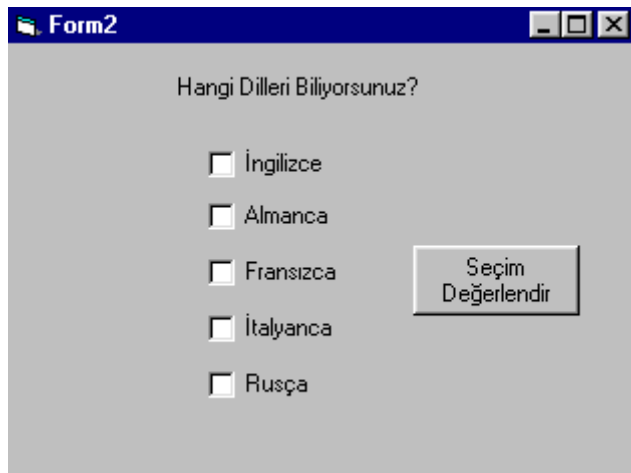 Form2
Hangi Dilleri Biliyorsunuz?
İngilizce
Almanca
Fransızca
İtalyanca
Rusça
Seçim
Değerlendir